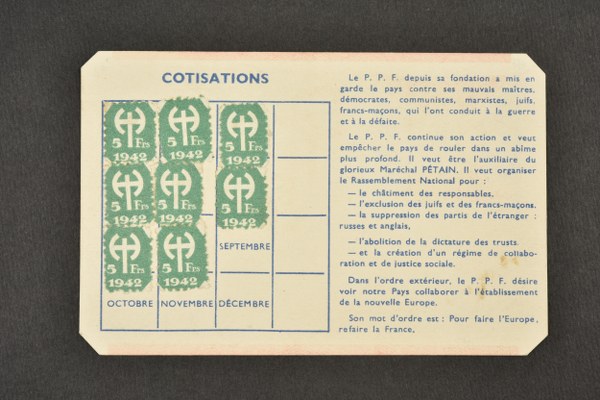 COTISATIONS
5 Frs
1942
5 Frs
1942
5 Frs
1942
5 Frs
1942
5 Frs
1942
5 Frs
1942
5 Frs
1942
5 Frs
1942
SEPTEMBRE
OCTOBRE
NOVEMBRE
DÉCEMBRE
Le P. P. F. depuis sa fondation a mis en
garde le pays contre ses mauvais maîtres,
démocrates, communistes, marxistes, juifs,
francs-maçons, qui l'ont conduit à la guerre
et à la défaite.
Le P. P. F. continue son action et veut
empêcher le pays de rouler dans un abîme
plus profond. Il veut être l'auxiliaire du
glorieux Maréchal PÉTAIN. Il veut organiser
le Rassemblement National pour :
— le châtiment des responsables.
— l'exclusion des juifs et des francs-maçons.
— la suppression des partis de l'étranger :
russes et anglais,
— l'abolition de la dictature des trusts.
— et la création d'un régime de collabo-
ration et de justice sociale.
Dans l'ordre extérieur, le P. P. F. désire
voir notre Pays collaborer à l'établissement
de la nouvelle Europe.
Son mot d'ordre est : Pour faire l'Europe,
refaire la France.